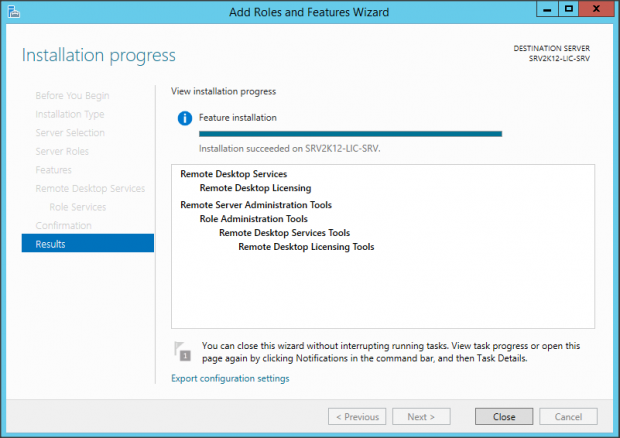 Add Roles and Features Wizard
Installation progress
DESTINATION SERVER
SRV2K12-LIC-SRV
Before You Begin
Installation Type
Server Selection
Server Roles
Features
Remote Desktop Services
Role Services
Confirmation
Results
View installation progress
Feature installation
Installation succeeded on SRV2K12-LIC-SRV.
Remote Desktop Services
Remote Desktop Licensing
Remote Server Administration Tools
Role Administration Tools
Remote Desktop Services Tools
Remote Desktop Licensing Tools
1
You can close this wizard without interrupting running tasks. View task progress or open this
page again by clicking Notifications in the command bar, and then Task Details.
Export configuration settings
< Previous
Next >
Close
Cancel